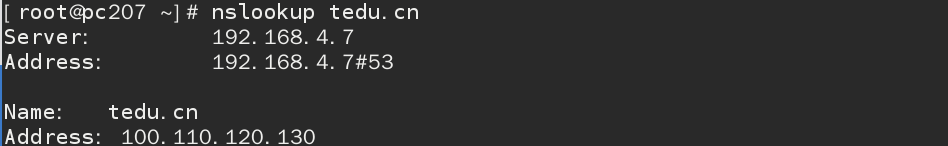 [root@pc207 ~]# nslookup tedu.cn
Server:         192.168.4.7
Address:        192.168.4.7#53
Name:   tedu.cn
Address: 100.110.120.130